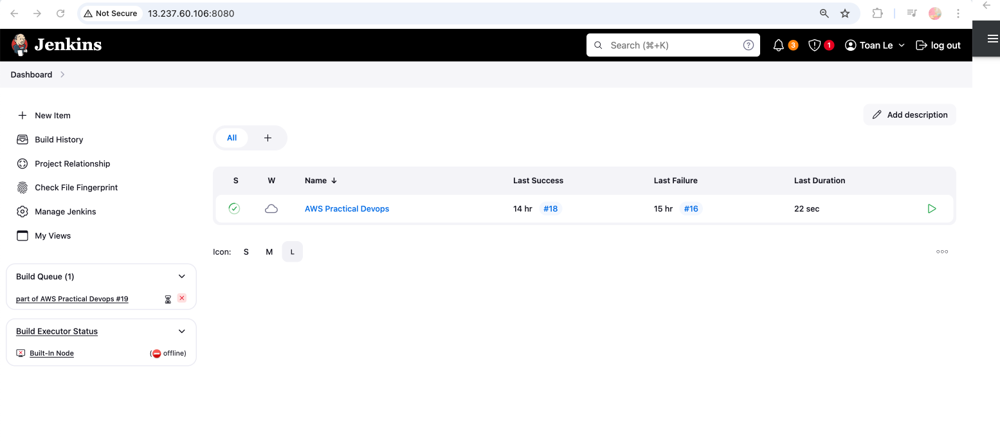 Not Secure 13.237.60.106:8080
Jenkins Search (⌘+K) ? 3 1 Toan Le log out
Dashboard
New Item
Build History
Project Relationship
Check File Fingerprint
Manage Jenkins
My Views
Build Queue (1)
part of AWS Practical Devops #19
Build Executor Status
Built-In Node (offline)
Add description
All +
S W Name ↓ Last Success Last Failure Last Duration
AWS Practical Devops 14 hr #18 15 hr #16 22 sec
Icon: S M L